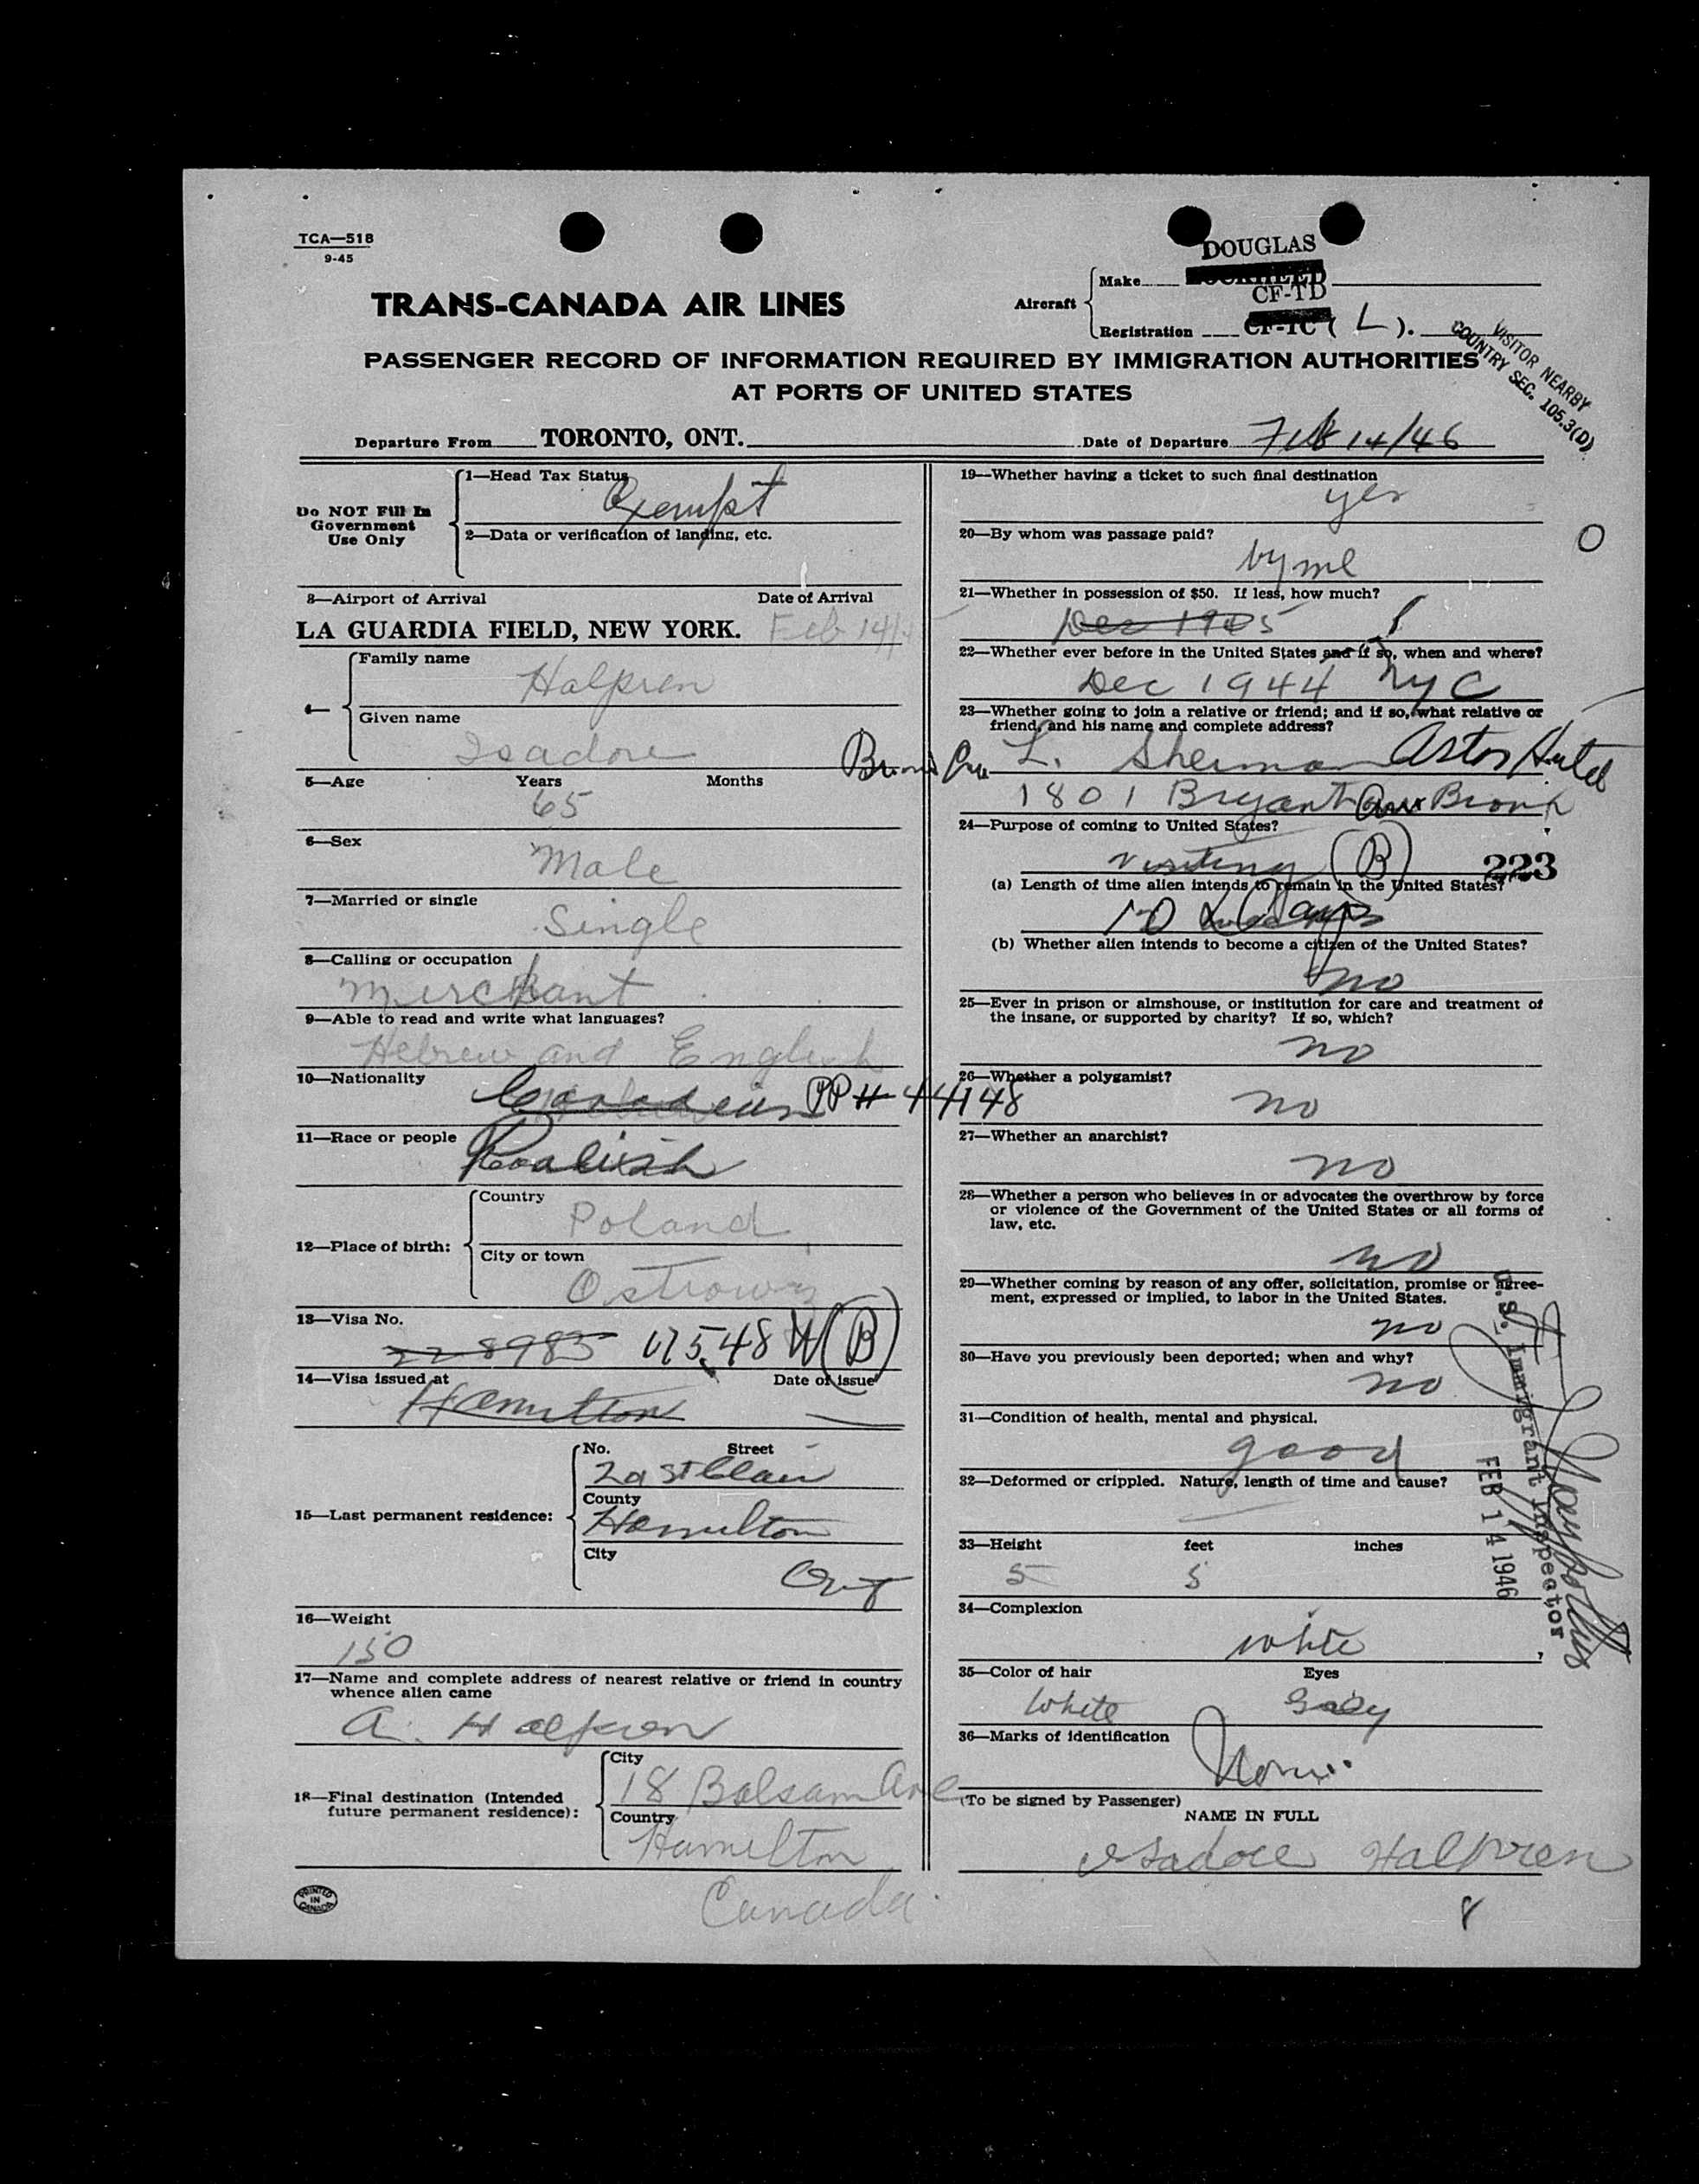 TCA—518
9-45
DOUGLAS
Aircraft
Make
CF-TD
Registration CF-TC ( L ).
TRANS-CANADA AIR LINES
VISITOR NEARBY
COUNTRY SEC. 105.3(D)
PASSENGER RECORD OF INFORMATION REQUIRED BY IMMIGRATION AUTHORITIES
AT PORTS OF UNITED STATES
Departure From TORONTO, ONT.
Date of Departure Feb 14/46
Do NOT Fill In
Government
Use Only
1—Head Tax Status
Exempt
2—Data or verification of landing, etc.
3—Airport of Arrival Date of Arrival
LA GUARDIA FIELD, NEW YORK. Feb 14/
4—
Family name
Halpren
Given name
Isadore
5—Age Years Months
65
6—Sex
Male
7—Married or single
Single
8—Calling or occupation
Merchant
9—Able to read and write what languages?
Hebrew and English
10—Nationality
Canadian PP # 44148
11—Race or people
12—Place of birth:
Country
Poland
City or town
13—Visa No.
(B)
14—Visa issued at Date of issue
Hamilton
15—Last permanent residence:
No. Street
St Clair
County
Hamilton
City
Ont
16—Weight
150
17—Name and complete address of nearest relative or friend in country
whence alien came
A. Halpren
18—Final destination (Intended
future permanent residence):
City
18 Balsam Ave
Country
Hamilton
Canada
PRINTED
IN
CANADA
19—Whether having a ticket to such final destination
yes
O
20—By whom was passage paid?
by me
21—Whether in possession of $50. If less, how much?
Dec 1945
22—Whether ever before in the United States and if so, when and where?
Dec 1944 NYC
23—Whether going to join a relative or friend; and if so, what relative or
friend, and his name and complete address?
L. Sherman Astor Hotel
1801 Bryant Ave Bronx
24—Purpose of coming to United States?
visiting (B)
223
(a) Length of time alien intends to remain in the United States?
10 Days
(b) Whether alien intends to become a citizen of the United States?
no
25—Ever in prison or almshouse, or institution for care and treatment of
the insane, or supported by charity? If so, which?
no
26—Whether a polygamist?
no
27—Whether an anarchist?
no
28—Whether a person who believes in or advocates the overthrow by force
or violence of the Government of the United States or all forms of
law, etc.
no
29—Whether coming by reason of any offer, solicitation, promise or agree-
ment, expressed or implied, to labor in the United States.
no
30—Have you previously been deported; when and why?
no
31—Condition of health, mental and physical.
good
32—Deformed or crippled. Nature, length of time and cause?
33—Height feet inches
5 5
34—Complexion
white
35—Color of hair Eyes
White
36—Marks of identification
None
(To be signed by Passenger)
NAME IN FULL
Isadore Halpren
8
U.S. Immigrant Inspector
FEB 14 1946